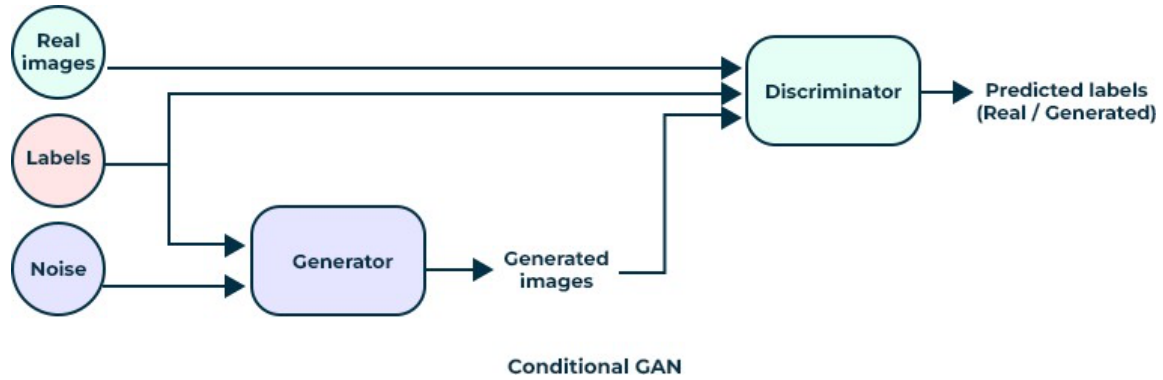 Real
images
Discriminator
Predicted labels
(Real / Generated)
Labels
Generator
Generated
images
Noise
Conditional GAN